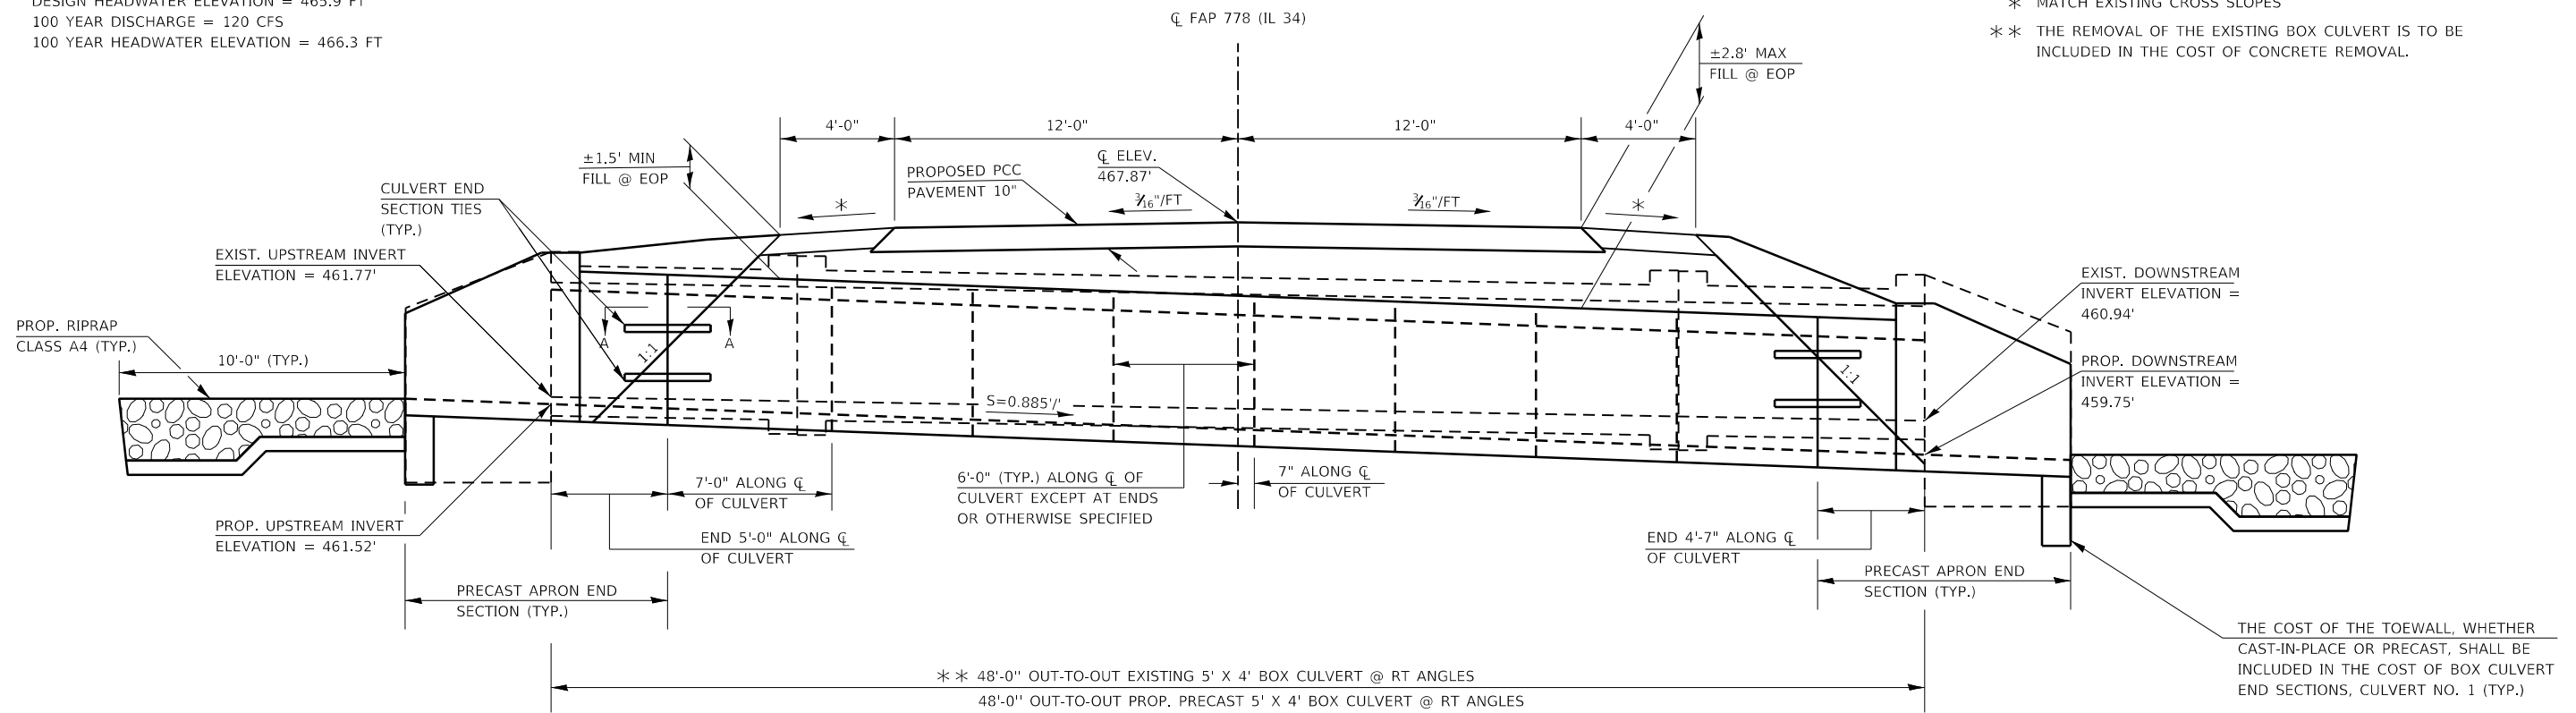 DESIGN HEADWATER ELEVATION = 465.9 FT
100 YEAR DISCHARGE = 120 CFS
100 YEAR HEADWATER ELEVATION = 466.3 FT
℄ FAP 778 (IL 34)
* MATCH EXISTING CROSS SLOPES
** THE REMOVAL OF THE EXISTING BOX CULVERT IS TO BE
INCLUDED IN THE COST OF CONCRETE REMOVAL.
±2.8' MAX
FILL @ EOP
4'-0"
12'-0"
12'-0"
4'-0"
±1.5' MIN
FILL @ EOP
PROPOSED PCC
PAVEMENT 10"
℄ ELEV.
467.87'
CULVERT END
SECTION TIES
(TYP.)
*
3/16"/FT
3/16"/FT
*
EXIST. UPSTREAM INVERT
ELEVATION = 461.77'
EXIST. DOWNSTREAM
INVERT ELEVATION =
460.94'
PROP. RIPRAP
CLASS A4 (TYP.)
10'-0" (TYP.)
A
A
1:1
1:1
PROP. DOWNSTREAM
INVERT ELEVATION =
459.75'
S=0.885'/'
7'-0" ALONG ℄
OF CULVERT
6'-0" (TYP.) ALONG ℄ OF
CULVERT EXCEPT AT ENDS
OR OTHERWISE SPECIFIED
7" ALONG ℄
OF CULVERT
PROP. UPSTREAM INVERT
ELEVATION = 461.52'
END 5'-0" ALONG ℄
OF CULVERT
END 4'-7" ALONG ℄
OF CULVERT
PRECAST APRON END
SECTION (TYP.)
PRECAST APRON END
SECTION (TYP.)
THE COST OF THE TOEWALL, WHETHER
CAST-IN-PLACE OR PRECAST, SHALL BE
INCLUDED IN THE COST OF BOX CULVERT
END SECTIONS, CULVERT NO. 1 (TYP.)
** 48'-0" OUT-TO-OUT EXISTING 5' X 4' BOX CULVERT @ RT ANGLES
48'-0" OUT-TO-OUT PROP. PRECAST 5' X 4' BOX CULVERT @ RT ANGLES